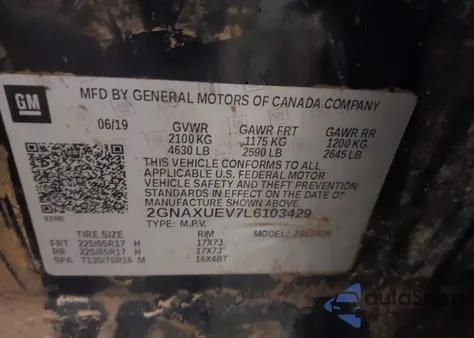 GM
MFD BY GENERAL MOTORS OF CANADA COMPANY
06/19 GVWR GAWR FRT GAWR RR
2100 KG 1175 KG 1200 KG
4630 LB 2590 LB 2645 LB
THIS VEHICLE CONFORMS TO ALL
APPLICABLE U.S. FEDERAL MOTOR
VEHICLE SAFETY AND THEFT PREVENTION
STANDARDS IN EFFECT ON THE DATE OF
MANUFACTURE SHOWN ABOVE.
2GNAXUEV7L6103429
TYPE: M.P.V. MODEL:
TIRE SIZE RIM
FRT 225/65R17 H 17X7J
RR 225/65R17 H 17X7J
SPA T135/70R16 M 16X4BT